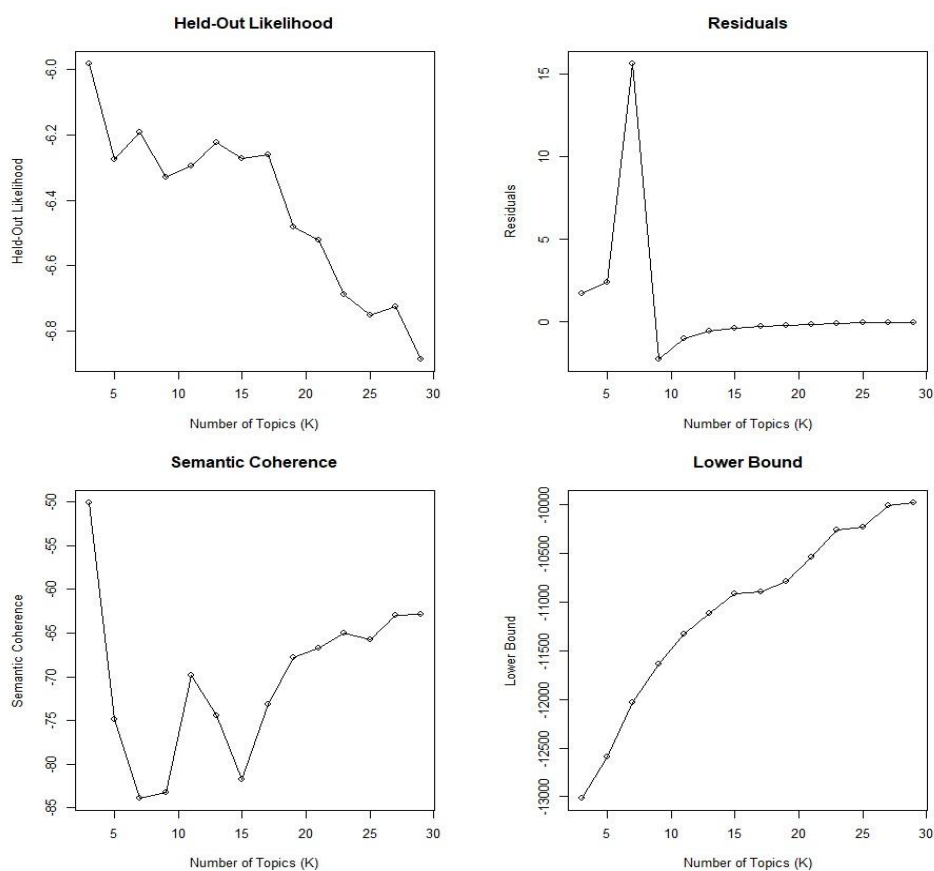 Held-Out Likelihood
Held-Out Likelihood
-6.0
-6.2
-6.4
-6.6
-6.8
5 10 15 20 25 30
Number of Topics (K)
Residuals
Residuals
15
10
5
0
5 10 15 20 25 30
Number of Topics (K)
Semantic Coherence
Semantic Coherence
-50
-55
-60
-65
-70
-75
-80
-85
5 10 15 20 25 30
Number of Topics (K)
Lower Bound
Lower Bound
-10000
-10500
-11000
-11500
-12000
-12500
-13000
5 10 15 20 25 30
Number of Topics (K)